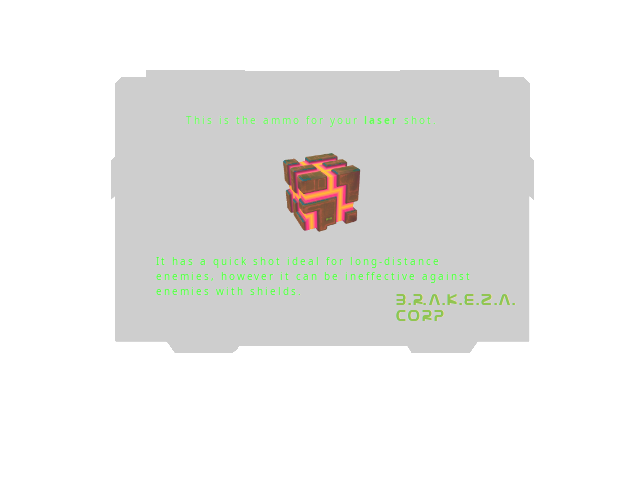 This is the ammo for your laser shot
It has a quick shot ideal for long-distance
enemies, however it can be ineffective against
enemies with shields.
B.R.A.K.E.Z.A.
CORP